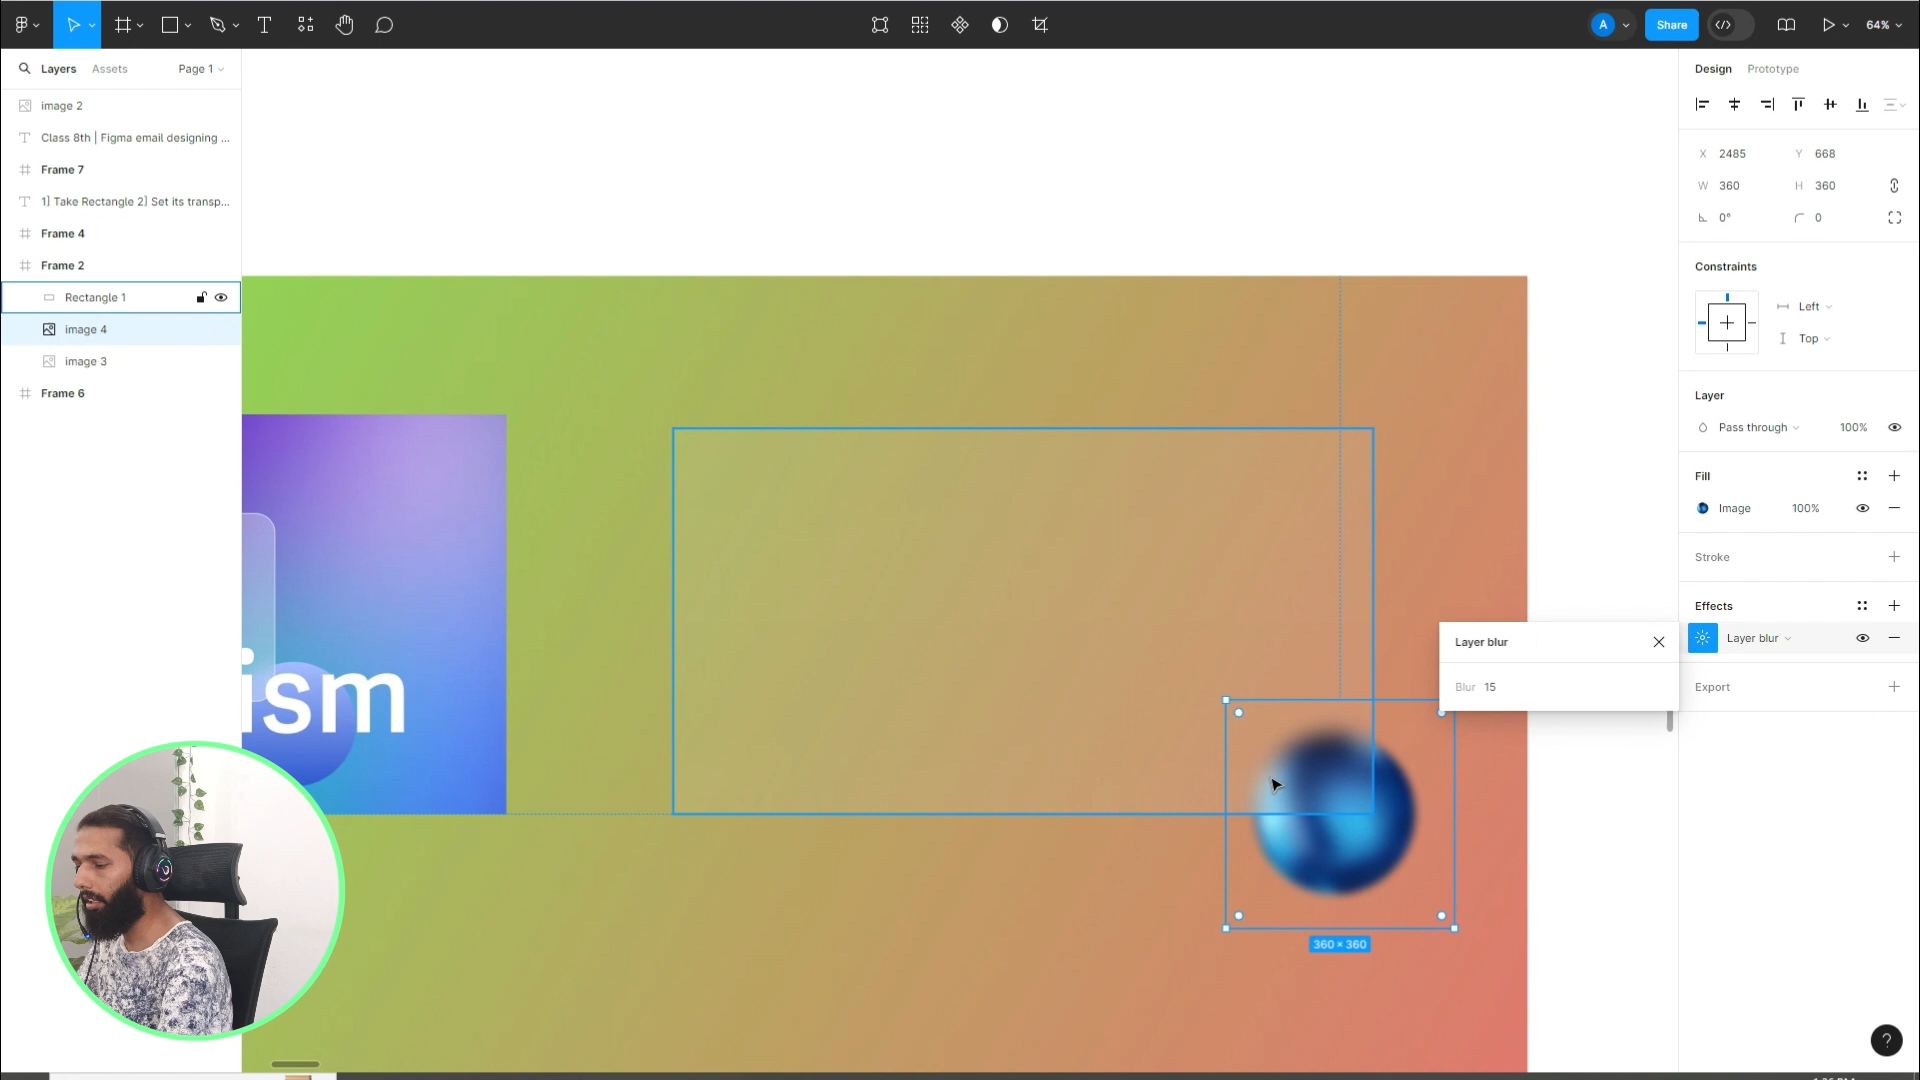 A
Share
64%
Layers
Assets
Page 1
image 2
Class 8th | Figma email designing ...
Frame 7
1] Take Rectangle 2] Set its transp...
Frame 4
Frame 2
Rectangle 1
image 4
image 3
Frame 6
ism
360 × 360
Layer blur
Blur 15
Design
Prototype
X 2485
Y 668
W 360
H 360
0°
0
Constraints
Left
Top
Layer
Pass through
100%
Fill
Image
100%
Stroke
Effects
Layer blur
Export
?